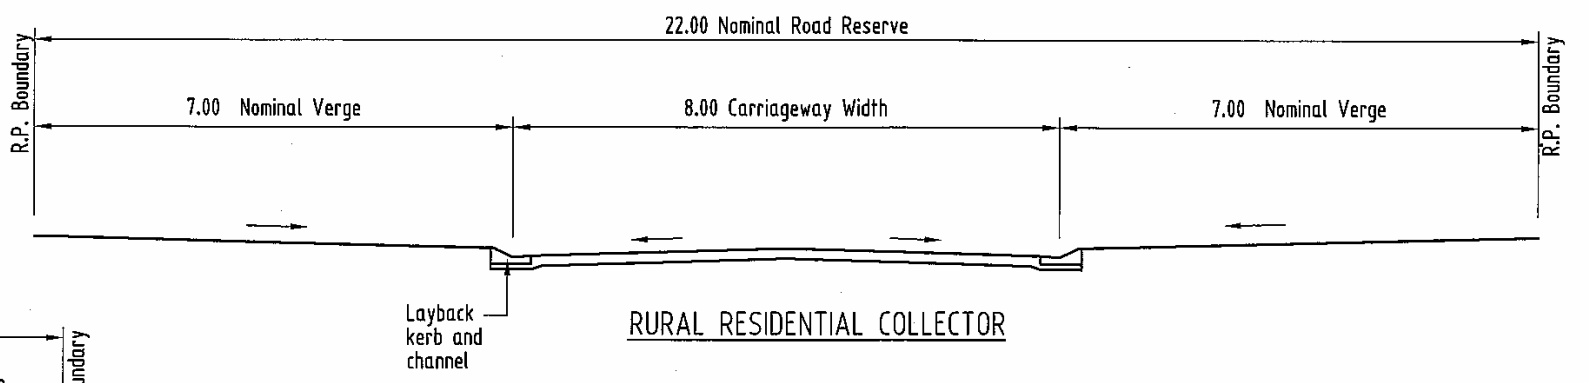 22.00 Nominal Road Reserve
R.P. Boundary
7.00 Nominal Verge
8.00 Carriageway Width
7.00 Nominal Verge
R.P. Boundary
Layback
kerb and
channel
RURAL RESIDENTIAL COLLECTOR